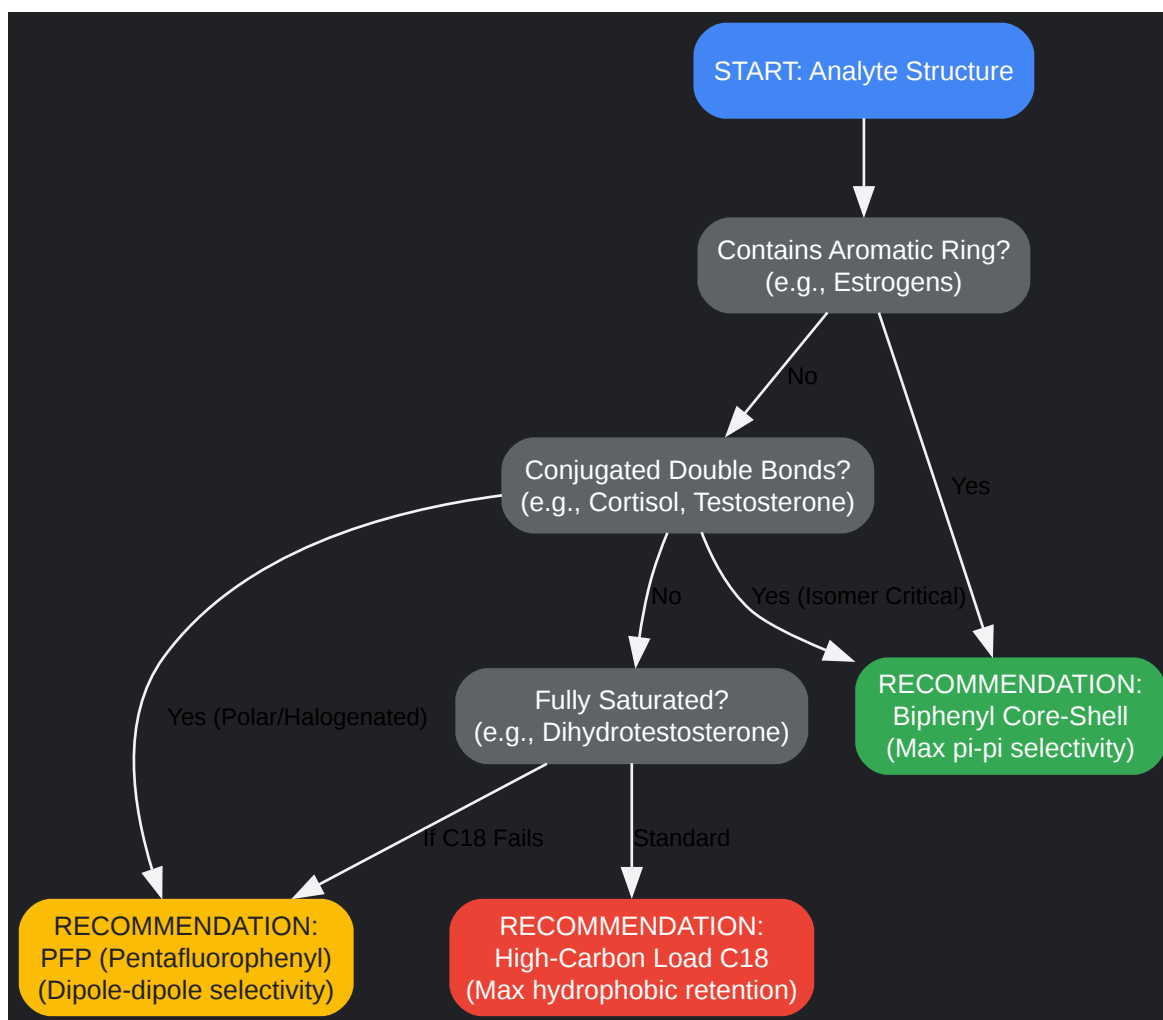 START: Analyte Structure
Contains Aromatic Ring?
(e.g., Estrogens)
No
Yes
Conjugated Double Bonds?
(e.g., Cortisol, Testosterone)
No
Yes (Isomer Critical)
Yes (Polar/Halogenated)
Fully Saturated?
(e.g., Dihydrotestosterone)
RECOMMENDATION:
Biphenyl Core-Shell
(Max pi-pi selectivity)
If C18 Fails
Standard
RECOMMENDATION:
PFP (Pentafluorophenyl)
(Dipole-dipole selectivity)
RECOMMENDATION:
High-Carbon Load C18
(Max hydrophobic retention)